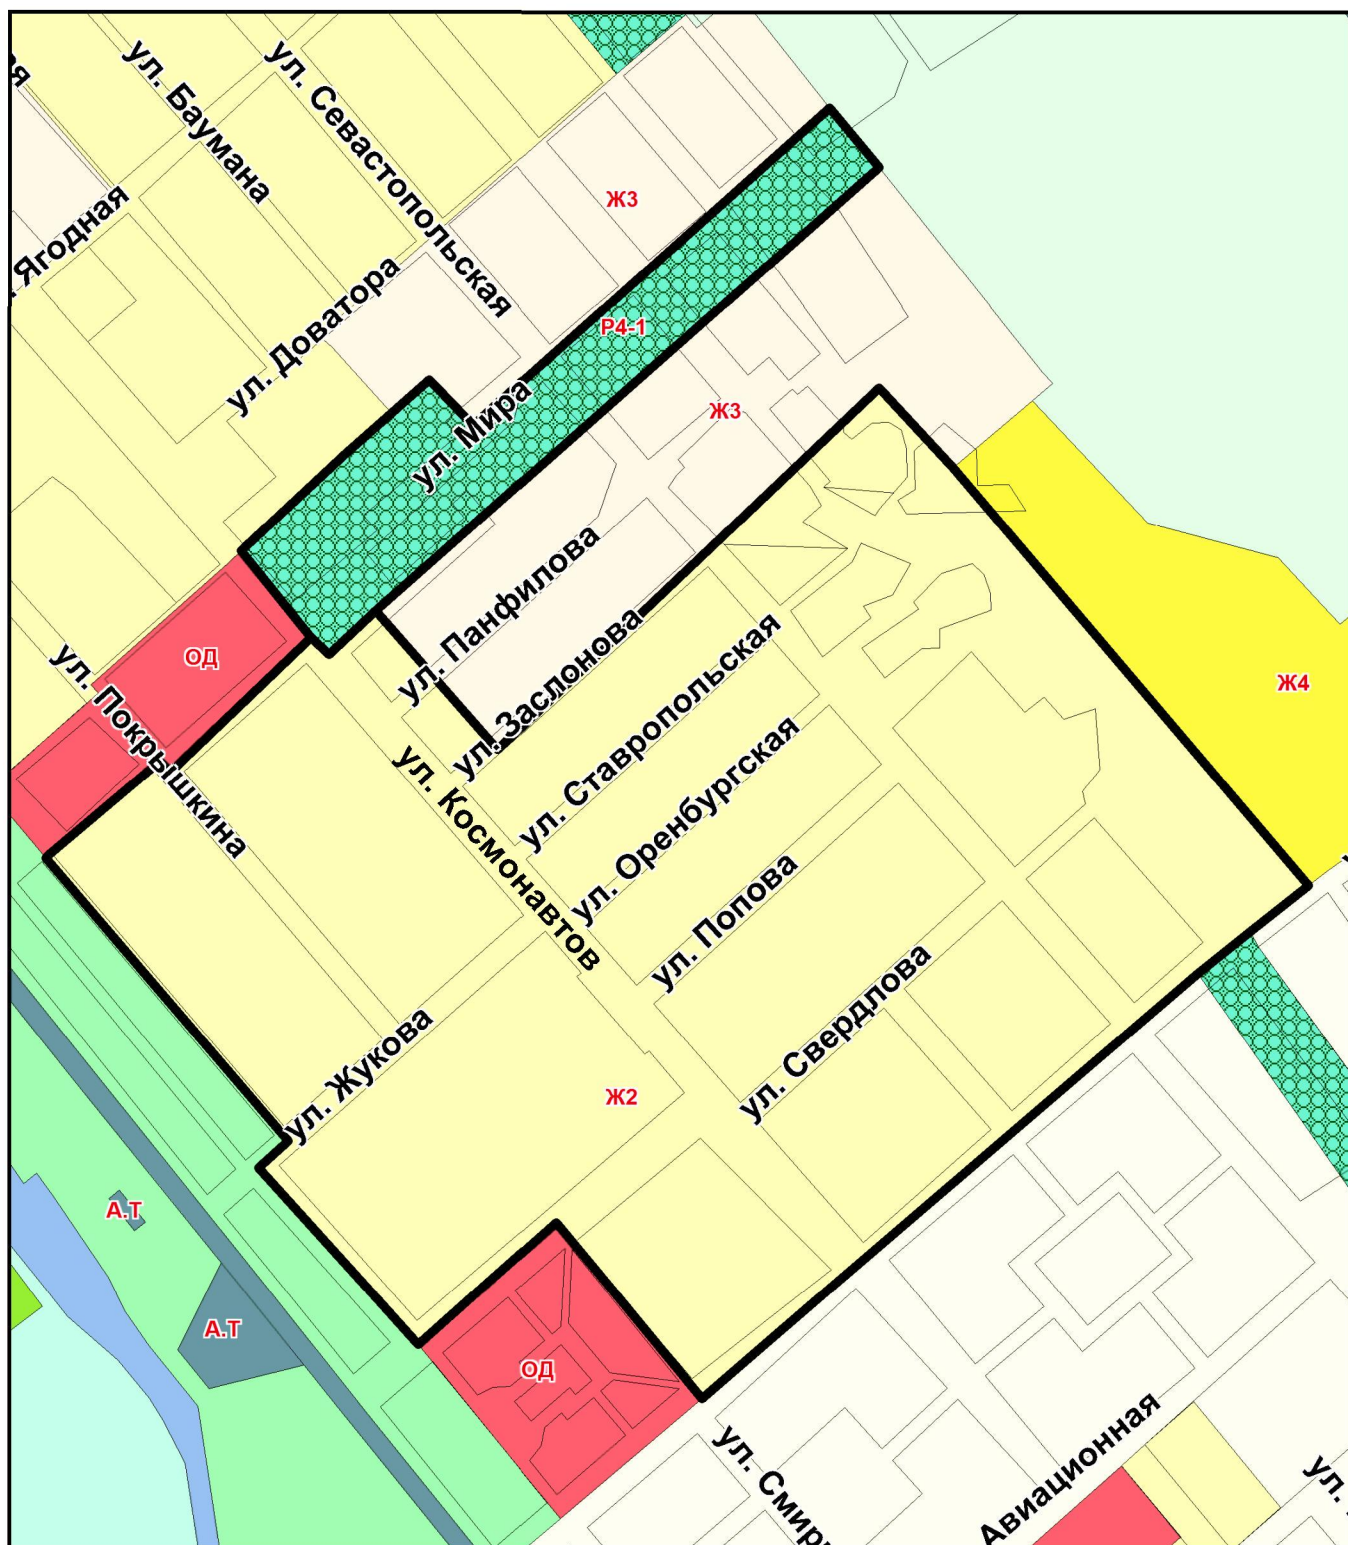 ул. Баумана
ул. Севастопольская
Ягодная
Ж3
ул. Доватора
Р4-1
ул. Мира
Ж3
ул. Панфилова
ул. Заслонова
ОД
ул. Покрышкина
ул. Ставропольская
Ж4
ул. Космонавтов
ул. Оренбургская
ул. Попова
ул. Свердлова
ул. Жукова
Ж2
А.Т
А.Т
ОД
Авиационная
ул. Смир
ул.